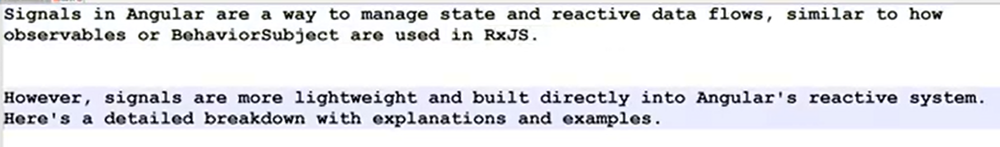 Signals in Angular are a way to manage state and reactive data flows, similar to how
observables or BehaviorSubject are used in RxJS.
However, signals are more lightweight and built directly into Angular's reactive system.
Here's a detailed breakdown with explanations and examples.